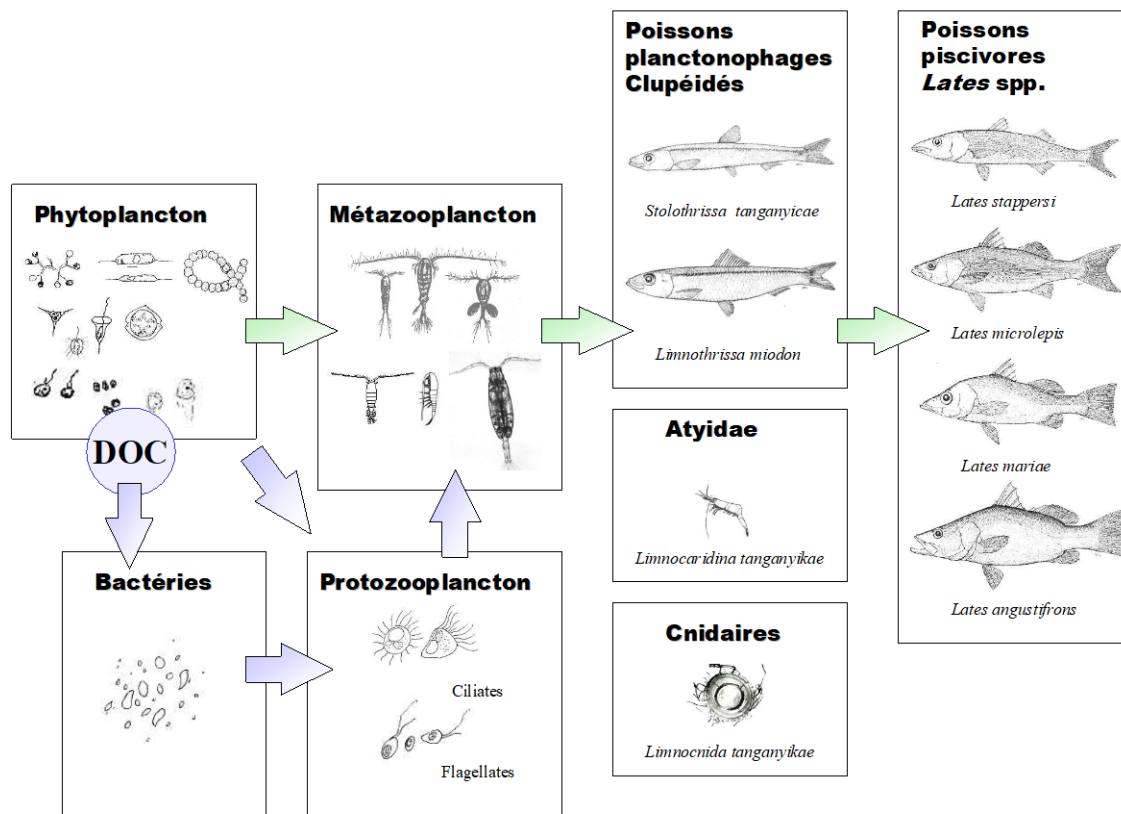 Phytoplancton
DOC
Bactéries
Métazooplancton
Protozooplancton
Ciliates
Flagellates
Poissons
planctonophages
Clupéidés
Stolothrissa tanganyicae
Limnothrissa miodon
Atyidae
Limnocaridina tanganyikae
Cnidaires
Limnocnida tanganyikae
Poissons
piscivores
Lates spp.
Lates stappersi
Lates microlepis
Lates mariae
Lates angustifrons